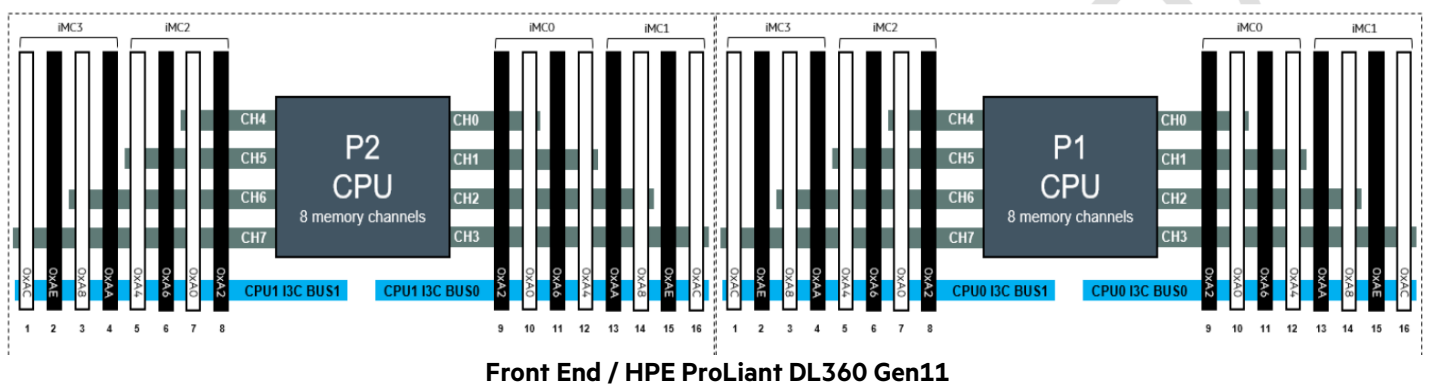 iMC3 iMC2 iMC0 iMC1 iMC3 iMC2 iMC0 iMC1
CH4 CH0 CH4 CH0
P2 P1
CH5 CH1 CH5 CH1
CPU CPU
CH6 CH2 CH6 CH2
8 memory channels 8 memory channels
CH7 CH3 CH7 CH3
0xAC 0xAE 0xA8 0xAA 0xA4 0xA6 0xA0 0xA2 0xA2 0xA0 0xA6 0xA4 0xAA 0xA8 0xAE 0xAC 0xAC 0xAE 0xA8 0xAA 0xA4 0xA6 0xA0 0xA2 0xA2 0xA0 0xA6 0xA4 0xAA 0xA8 0xAE 0xAC
CPU1 I3C BUS1 CPU1 I3C BUS0 CPU0 I3C BUS1 CPU0 I3C BUS0
1 2 3 4 5 6 7 8 9 10 11 12 13 14 15 16 1 2 3 4 5 6 7 8 9 10 11 12 13 14 15 16
Front End / HPE ProLiant DL360 Gen11